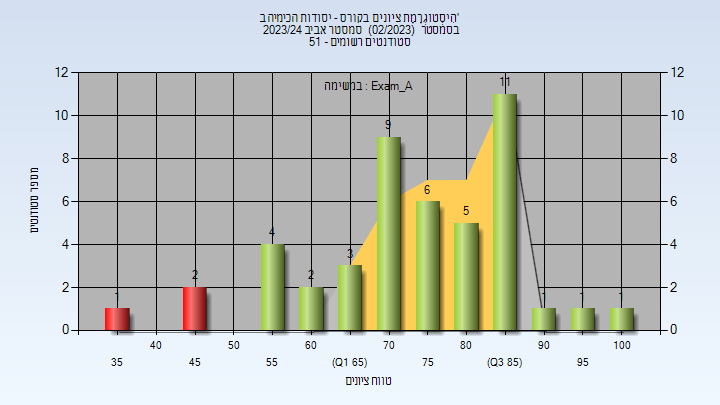 היסטוגרמת ציונים בקורס - יסודות הכימיה ב'
בסמסטר (02/2023) סמסטר אביב 2023/24
סטודנטים רשומים - 51
במשימה : Exam_A
מספר סטודנטים
12 12
10 10
8 8
6 6
4 4
2 2
0 0
1 2 4 2 3 9 6 5 11 1 1 1
40 50 60 70 80 90 100
35 45 55 (Q1 65) 75 (Q3 85) 95
טווח ציונים